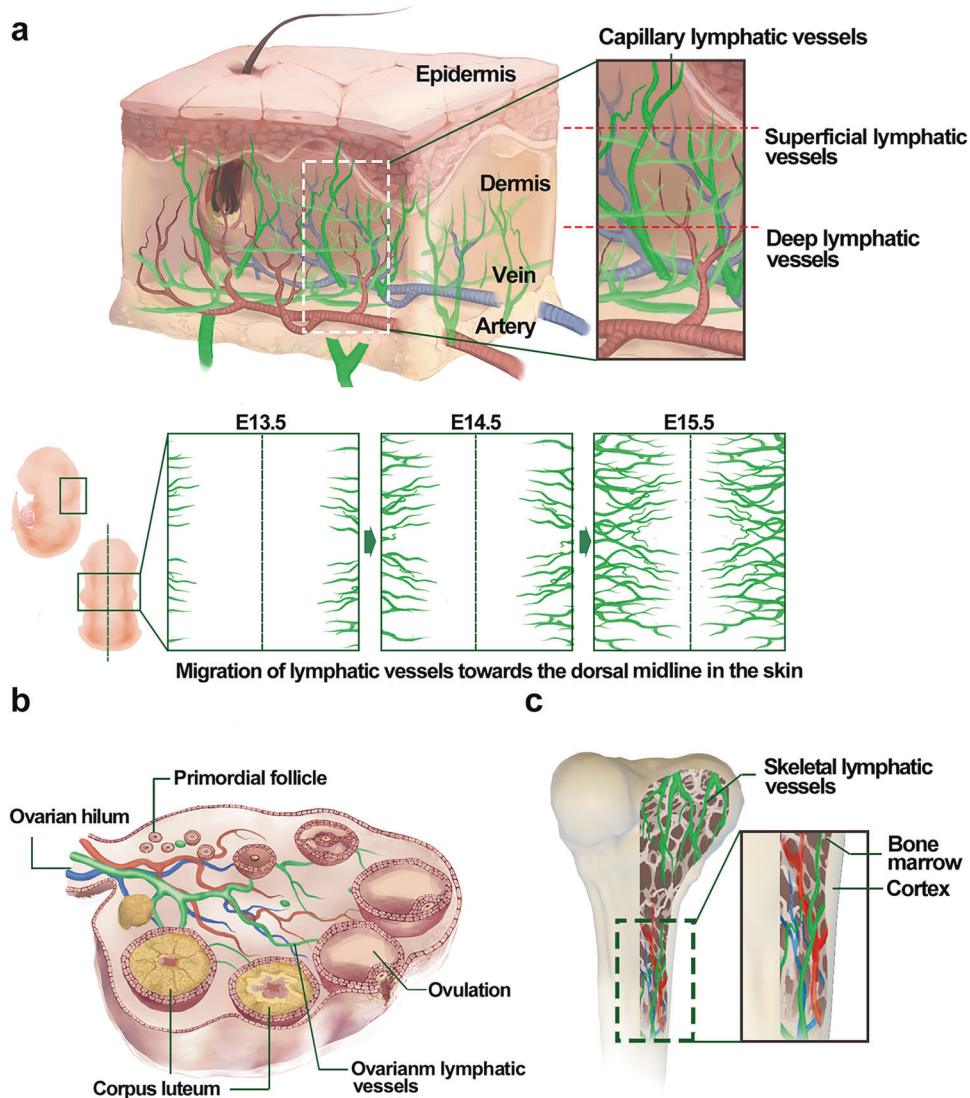 a
Epidermis
Dermis
Vein
Artery
Capillary lymphatic vessels
Superficial lymphatic
vessels
Deep lymphatic
vessels
E13.5
E14.5
E15.5
Migration of lymphatic vessels towards the dorsal midline in the skin
b
Primordial follicle
Ovarian hilum
Ovulation
Ovarianm lymphatic
vessels
Corpus luteum
c
Skeletal lymphatic
vessels
Bone
marrow
Cortex